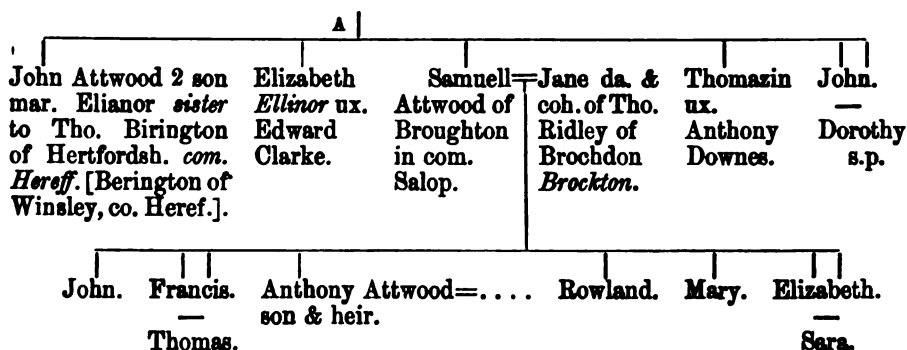 A
John Attwood 2 son
mar. Elianor sister
to Tho. Birington
of Hertfordsh. com.
Hereff. [Berington of
Winsley, co. Heref.].
Elizabeth
Ellinor ux.
Edward
Clarke.
Samuell=Jane da. &
Attwood of
Broughton
in com.
Salop.
coh. of Tho.
Ridley of
Brochdon
Brockton.
Thomazin
ux.
Anthony
Downes.
John.
—
Dorothy
s.p.
John.
Francis.
—
Thomas.
Anthony Attwood=....
son & heir.
Rowland.
Mary.
Elizabeth.
—
Sara.